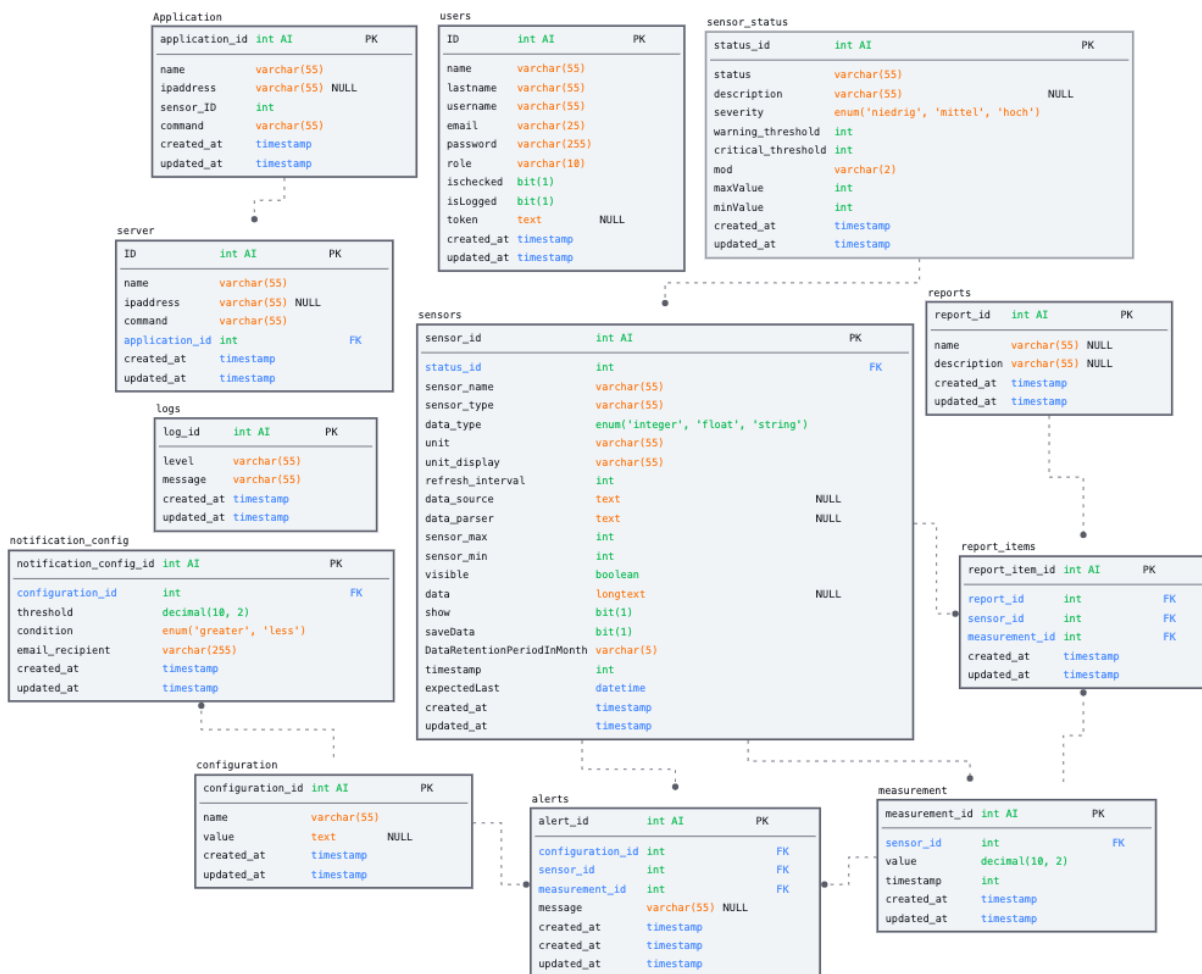 Application
application_id int AI PK
name varchar(55)
ipaddress varchar(55) NULL
sensor_ID int
command varchar(55)
created_at timestamp
updated_at timestamp
users
ID int AI PK
name varchar(55)
lastname varchar(55)
username varchar(55)
email varchar(25)
password varchar(255)
role varchar(10)
ischecked bit(1)
isLogged bit(1)
token text NULL
created_at timestamp
updated_at timestamp
sensor_status
status_id int AI PK
status varchar(55)
description varchar(55) NULL
severity enum('niedrig', 'mittel', 'hoch')
warning_threshold int
critical_threshold int
mod varchar(2)
maxValue int
minValue int
created_at timestamp
updated_at timestamp
server
ID int AI PK
name varchar(55)
ipaddress varchar(55) NULL
command varchar(55)
application_id int FK
created_at timestamp
updated_at timestamp
sensors
sensor_id int AI PK
status_id int FK
sensor_name varchar(55)
sensor_type varchar(55)
data_type enum('integer', 'float', 'string')
unit varchar(55)
unit_display varchar(55)
refresh_interval int
data_source text NULL
data_parser text NULL
sensor_max int
sensor_min int
visible boolean
data longtext NULL
show bit(1)
saveData bit(1)
DataRetentionPeriodInMonth varchar(5)
timestamp int
expectedLast datetime
created_at timestamp
updated_at timestamp
reports
report_id int AI PK
name varchar(55) NULL
description varchar(55) NULL
created_at timestamp
updated_at timestamp
logs
log_id int AI PK
level varchar(55)
message varchar(55)
created_at timestamp
updated_at timestamp
notification_config
notification_config_id int AI PK
configuration_id int FK
threshold decimal(10, 2)
condition enum('greater', 'less')
email_recipient varchar(255)
created_at timestamp
updated_at timestamp
report_items
report_item_id int AI PK
report_id int FK
sensor_id int FK
measurement_id int FK
created_at timestamp
updated_at timestamp
configuration
configuration_id int AI PK
name varchar(55)
value text NULL
created_at timestamp
updated_at timestamp
alerts
alert_id int AI PK
configuration_id int FK
sensor_id int FK
measurement_id int FK
message varchar(55) NULL
created_at timestamp
created_at timestamp
updated_at timestamp
measurement
measurement_id int AI PK
sensor_id int FK
value decimal(10, 2)
timestamp int
created_at timestamp
updated_at timestamp